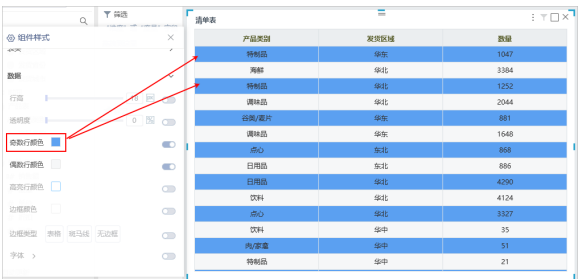 筛选
组件样式
数据
行高
18
px
透明度
0
%
奇数行颜色
偶数行颜色
高亮行颜色
边框颜色
边框类型 表格 斑马线 无边框
字体
清单表
产品类别 发货区域 数量
特制品 华东 1047
海鲜 华北 3384
特制品 华北 1252
调味品 华北 2044
谷类/麦片 华东 881
调味品 华东 1648
点心 东北 868
日用品 东北 886
日用品 华北 4290
饮料 华北 4124
点心 华北 3327
饮料 华中 35
肉/家禽 华中 51
特制品 华中 21